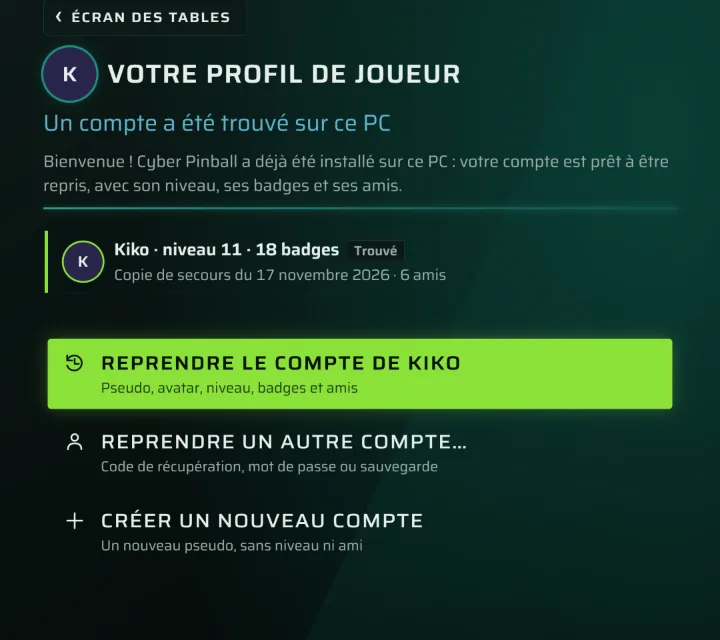 ‹ ÉCRAN DES TABLES
K VOTRE PROFIL DE JOUEUR
Un compte a été trouvé sur ce PC
Bienvenue ! Cyber Pinball a déjà été installé sur ce PC : votre compte est prêt à être
repris, avec son niveau, ses badges et ses amis.
K
Kiko · niveau 11 · 18 badges Trouvé
Copie de secours du 17 novembre 2026 · 6 amis
REPRENDRE LE COMPTE DE KIKO
Pseudo, avatar, niveau, badges et amis
REPRENDRE UN AUTRE COMPTE…
Code de récupération, mot de passe ou sauvegarde
CRÉER UN NOUVEAU COMPTE
Un nouveau pseudo, sans niveau ni ami